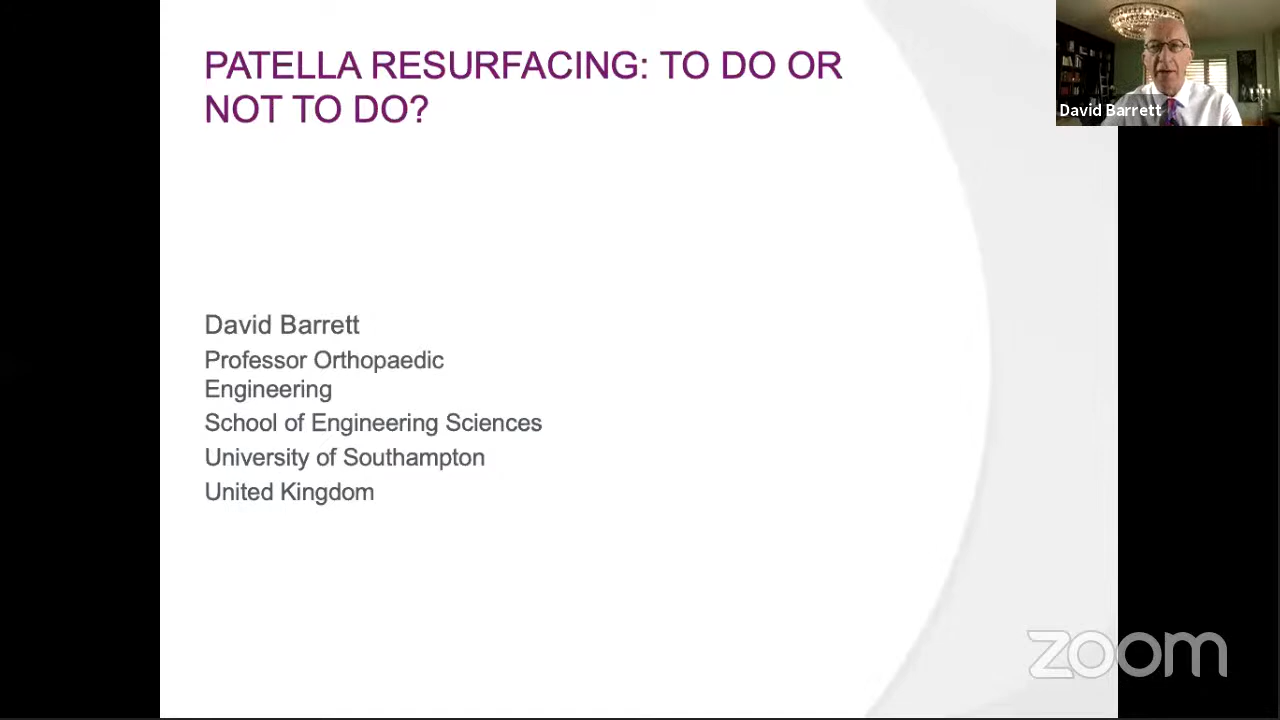 PATELLA RESURFACING: TO DO OR
NOT TO DO?
David Barrett
David Barrett
Professor Orthopaedic
Engineering
School of Engineering Sciences
University of Southampton
United Kingdom
zoom